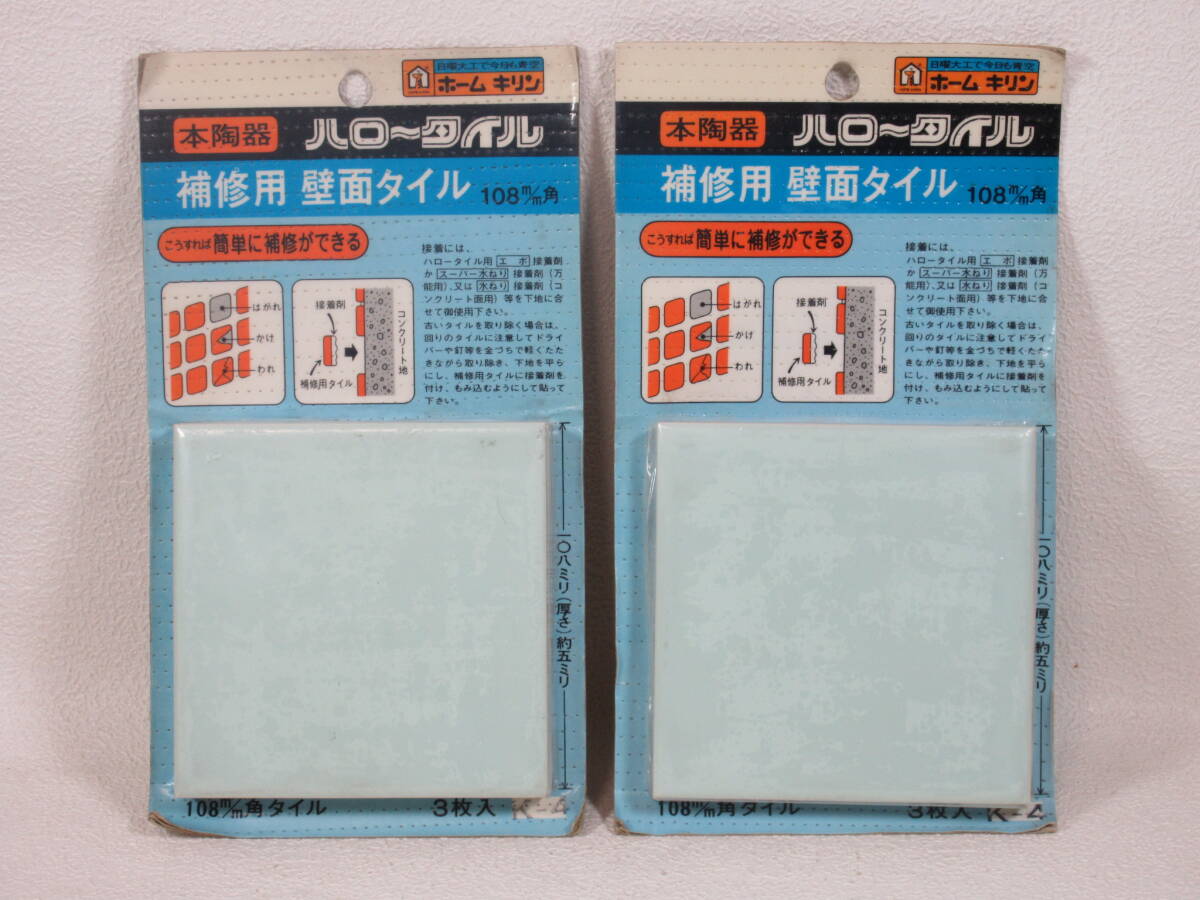 日曜大工で今日も青空
ホーム キリン
本陶器 ハロータイル
補修用 壁面タイル 108m/m角
こうすれば簡単に補修ができる
はがれ
かけ
われ
接着剤
補修用タイル
コンクリート地
接着には、
ハロータイル用 エポ 接着剤
か スーパー水ねり 接着剤(万
能用)、又は 水ねり 接着剤(コ
ンクリート面用)等を下地に合
せて御使用下さい。
古いタイルを取り除く場合は、
回りのタイルに注意してドライ
バーや釘等を金づちで軽くたた
きながら取り除き、下地を平ら
にし、補修用タイルに接着剤を
付け、もみ込むようにして貼って
下さい。
一〇八ミリ(厚さ)約五ミリ
108m/m角タイル 3枚入 K-4
日曜大工で今日も青空
ホーム キリン
本陶器 ハロータイル
補修用 壁面タイル 108m/m角
こうすれば簡単に補修ができる
はがれ
かけ
われ
接着剤
補修用タイル
コンクリート地
接着には、
ハロータイル用 エポ 接着剤
か スーパー水ねり 接着剤(万
能用)、又は 水ねり 接着剤(コ
ンクリート面用)等を下地に合
せて御使用下さい。
古いタイルを取り除く場合は、
回りのタイルに注意してドライ
バーや釘等を金づちで軽くたた
きながら取り除き、下地を平ら
にし、補修用タイルに接着剤を
付け、もみ込むようにして貼って
下さい。
一〇八ミリ(厚さ)約五ミリ
108m/m角タイル 3枚入 K-4